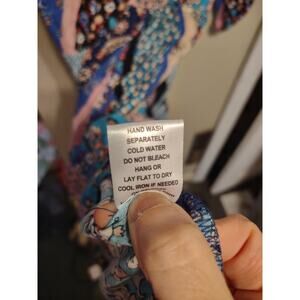 HAND WASH
SEPARATELY
COLD WATER
DO NOT BLEACH
HANG OR
LAY FLAT TO DRY
COOL IRON IF NEEDED